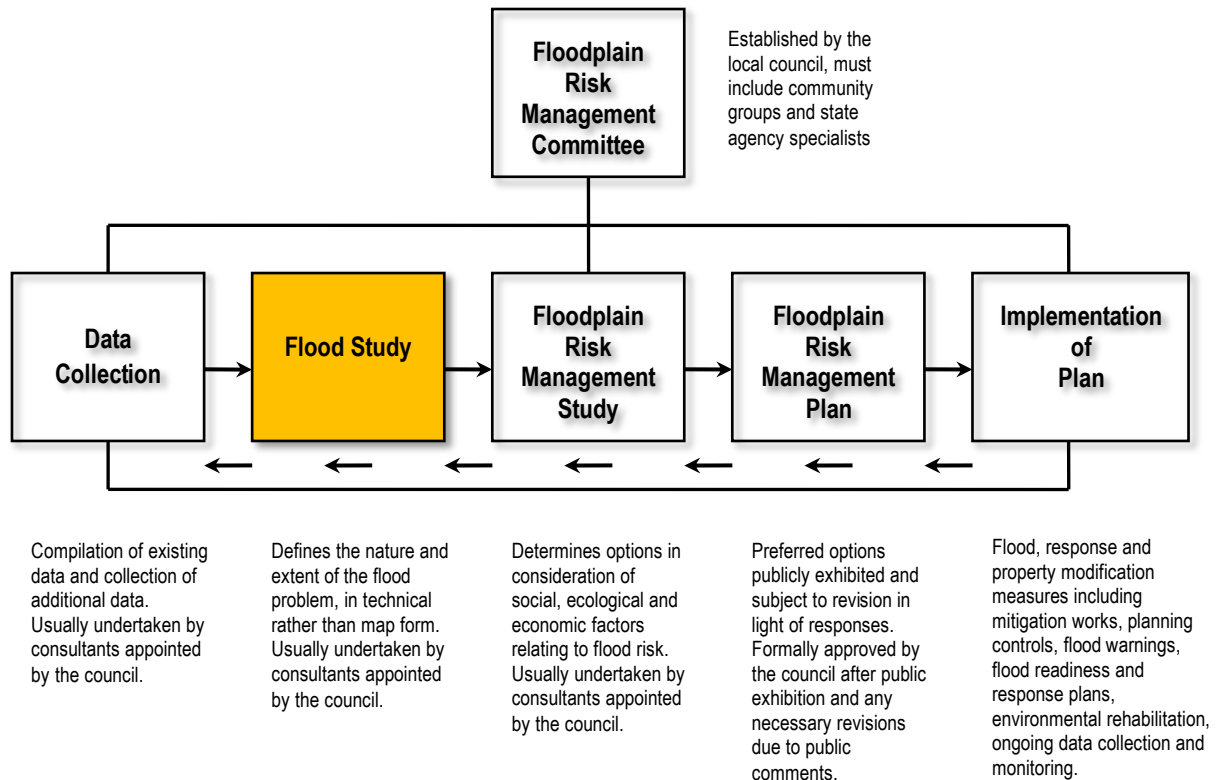 Floodplain
Risk
Management
Committee
Established by the
local council, must
include community
groups and state
agency specialists
Data
Collection
Flood Study
Floodplain
Risk
Management
Study
Floodplain
Risk
Management
Plan
Implementation
of
Plan
Compilation of existing
data and collection of
additional data.
Usually undertaken by
consultants appointed
by the council.
Defines the nature and
extent of the flood
problem, in technical
rather than map form.
Usually undertaken by
consultants appointed
by the council.
Determines options in
consideration of
social, ecological and
economic factors
relating to flood risk.
Usually undertaken by
consultants appointed
by the council.
Preferred options
publicly exhibited and
subject to revision in
light of responses.
Formally approved by
the council after public
exhibition and any
necessary revisions
due to public
comments.
Flood, response and
property modification
measures including
mitigation works, planning
controls, flood warnings,
flood readiness and
response plans,
environmental rehabilitation,
ongoing data collection and
monitoring.